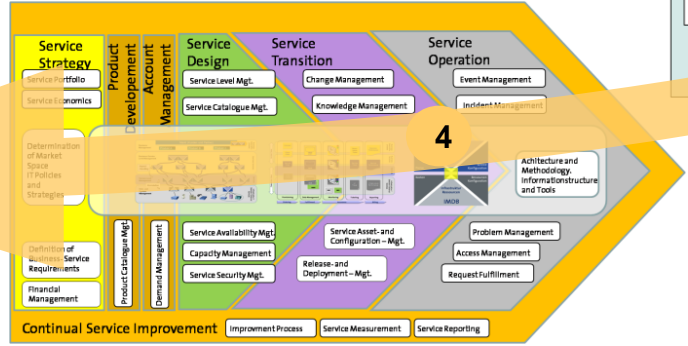 Service
Strategy
Service Portfolio
Service Economics
Determination
of Market
Space
IT Policies
and
Strategies
Definition of
Business-Service
Requirements
Financial
Management
Product
Developement
Product Catalogue Mgt.
Account
Management
Demand Management
Service
Design
Service Level Mgt.
Service Catalogue Mgt.
Service Availability Mgt.
Capacity Management
Service Security Mgt.
Service
Transition
Change Management
Knowledge Management
Service Asset- and
Configuration – Mgt.
Release- and
Deployment – Mgt.
Service
Operation
Event Management
Incident Management
4
IMOB
Achitecture and
Methodology.
Informationstructure
and Tools
Problem Management
Access Management
Request Fulfillment
Continual Service Improvement
Improvment Process
Service Measurement
Service Reporting